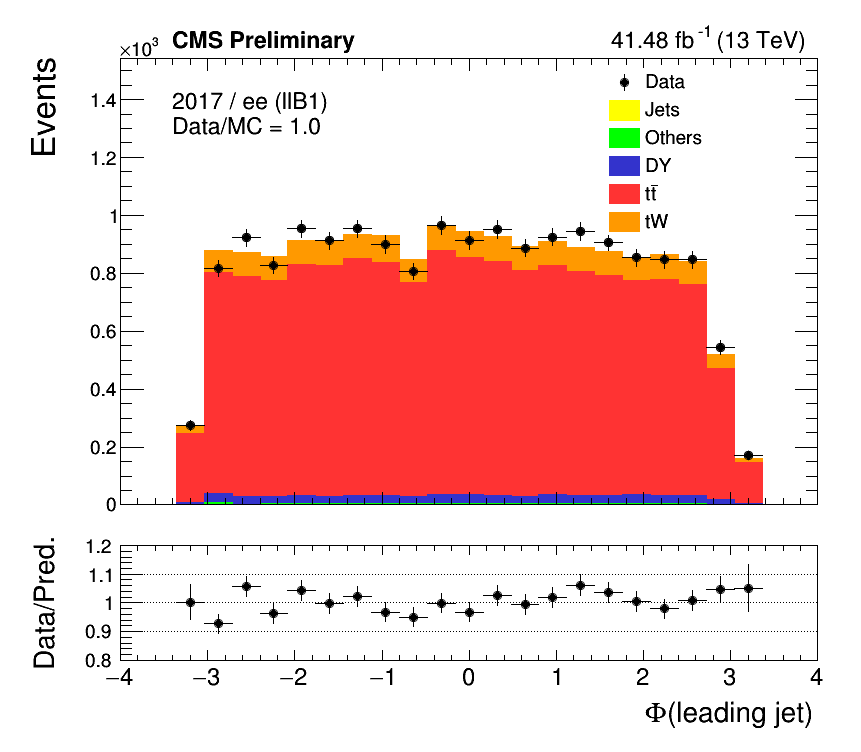 ×10³ CMS Preliminary 41.48 fb⁻¹ (13 TeV)
Events
2017 / ee (llB1)
Data/MC = 1.0
Data
Jets
Others
DY
tt̄
tW
1.4
1.2
1
0.8
0.6
0.4
0.2
0
Data/Pred.
1.2
1.1
1
0.9
0.8
−4 −3 −2 −1 0 1 2 3 4
Φ(leading jet)